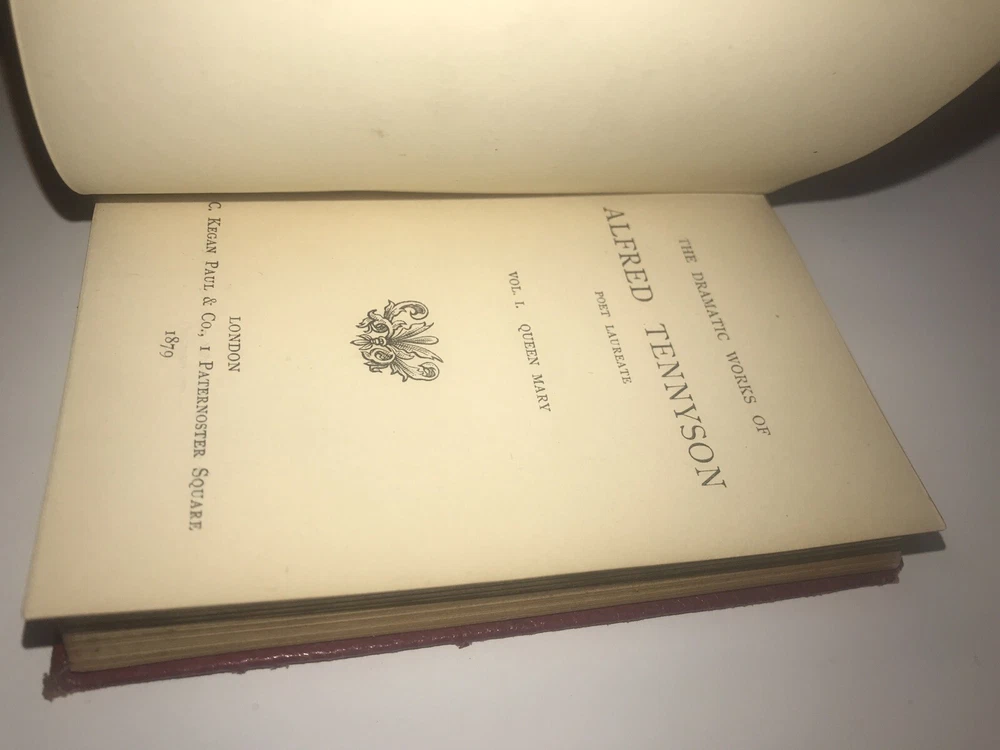 THE DRAMATIC WORKS OF
ALFRED TENNYSON
POET LAUREATE
VOL. I. QUEEN MARY
LONDON
C. KEGAN PAUL & CO., 1 PATERNOSTER SQUARE
1879